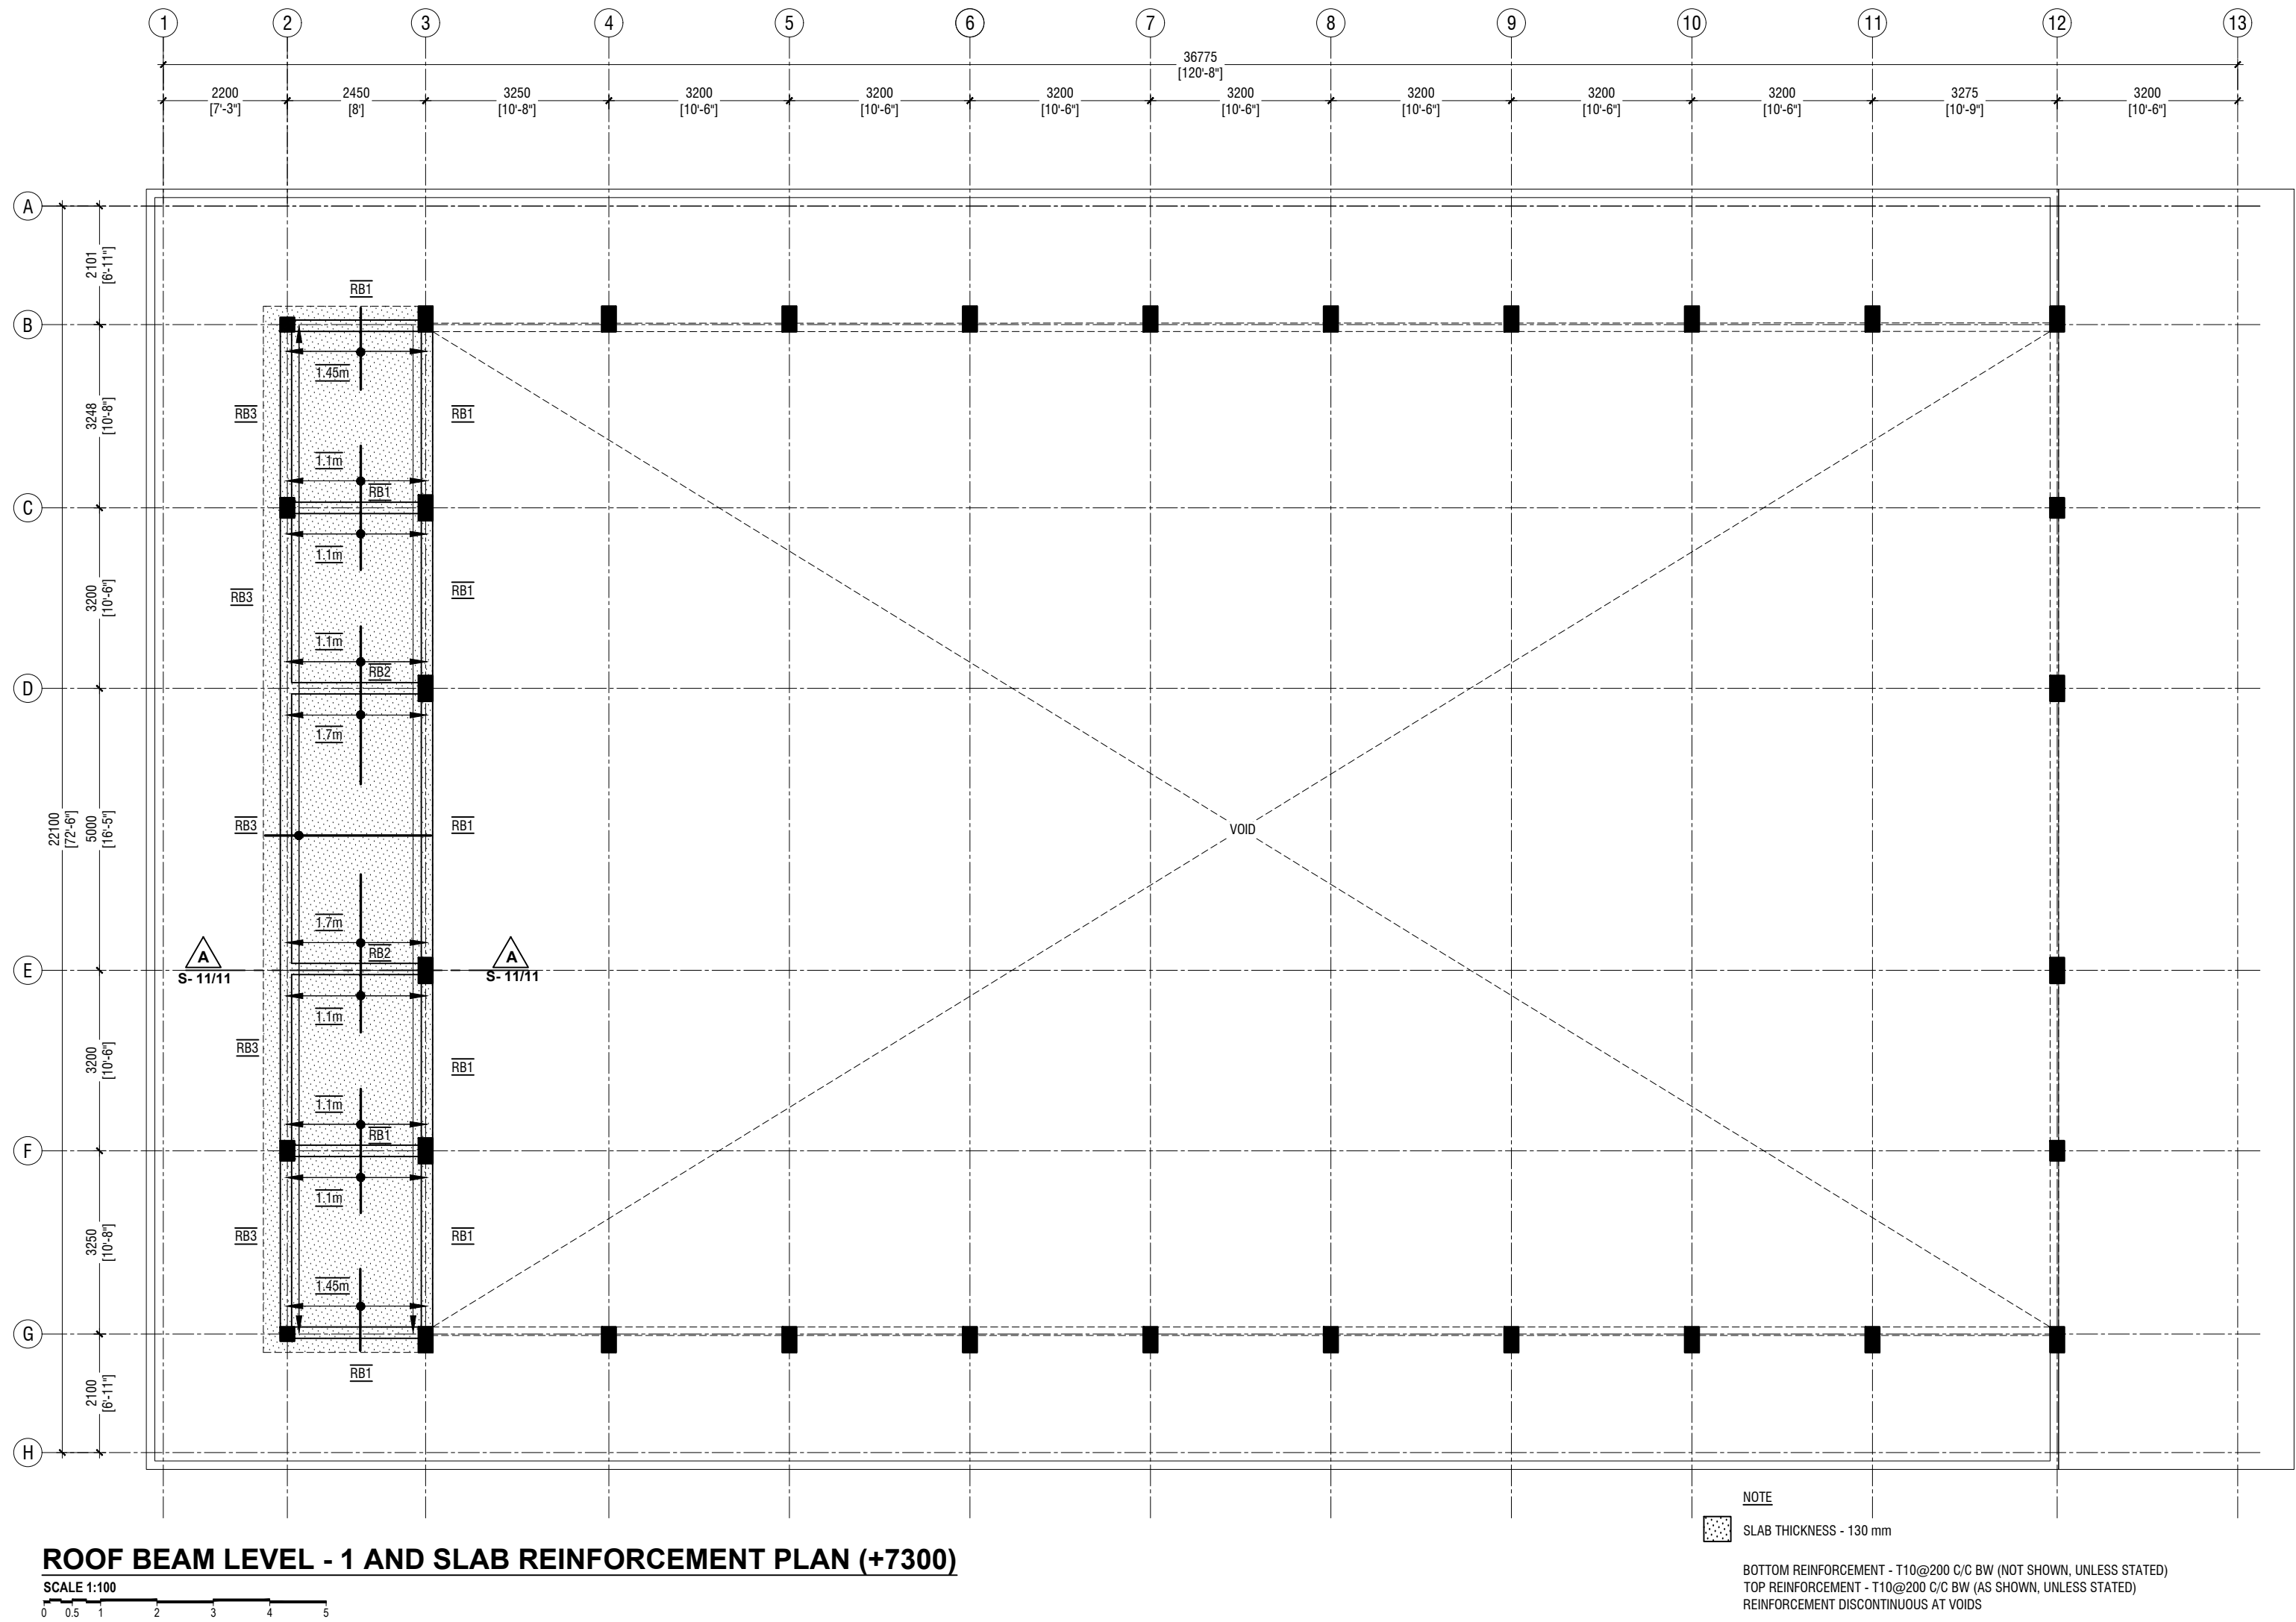 1 2 3 4 5 6 7 8 9 10 11 12 13
36775
[120'-8"]
2200 2450 3250 3200 3200 3200 3200 3200 3200 3200 3275 3200
[7'-3"] [8'] [10'-8"] [10'-6"] [10'-6"] [10'-6"] [10'-6"] [10'-6"] [10'-6"] [10'-6"] [10'-9"] [10'-6"]
A
2101
[6'-11"]
RB1
B
1.45m
3248
[10'-8"]
RB3 RB1
1.1m
RB1
C
1.1m
3200
[10'-6"]
RB3 RB1
1.1m
RB2
D
1.7m
22100
[72'-6"]
5000
[16'-5"]
RB3 RB1
VOID
1.7m
RB2
A A
S- 11/11 S- 11/11
E
1.1m
3200
[10'-6"]
RB3 RB1
1.1m
RB1
F
1.1m
3250
[10'-8"]
RB3 RB1
1.45m
G
RB1
2100
[6'-11"]
H
NOTE
SLAB THICKNESS - 130 mm
BOTTOM REINFORCEMENT - T10@200 C/C BW (NOT SHOWN, UNLESS STATED)
TOP REINFORCEMENT - T10@200 C/C BW (AS SHOWN, UNLESS STATED)
REINFORCEMENT DISCONTINUOUS AT VOIDS
ROOF BEAM LEVEL - 1 AND SLAB REINFORCEMENT PLAN (+7300)
SCALE 1:100
0 0.5 1 2 3 4 5